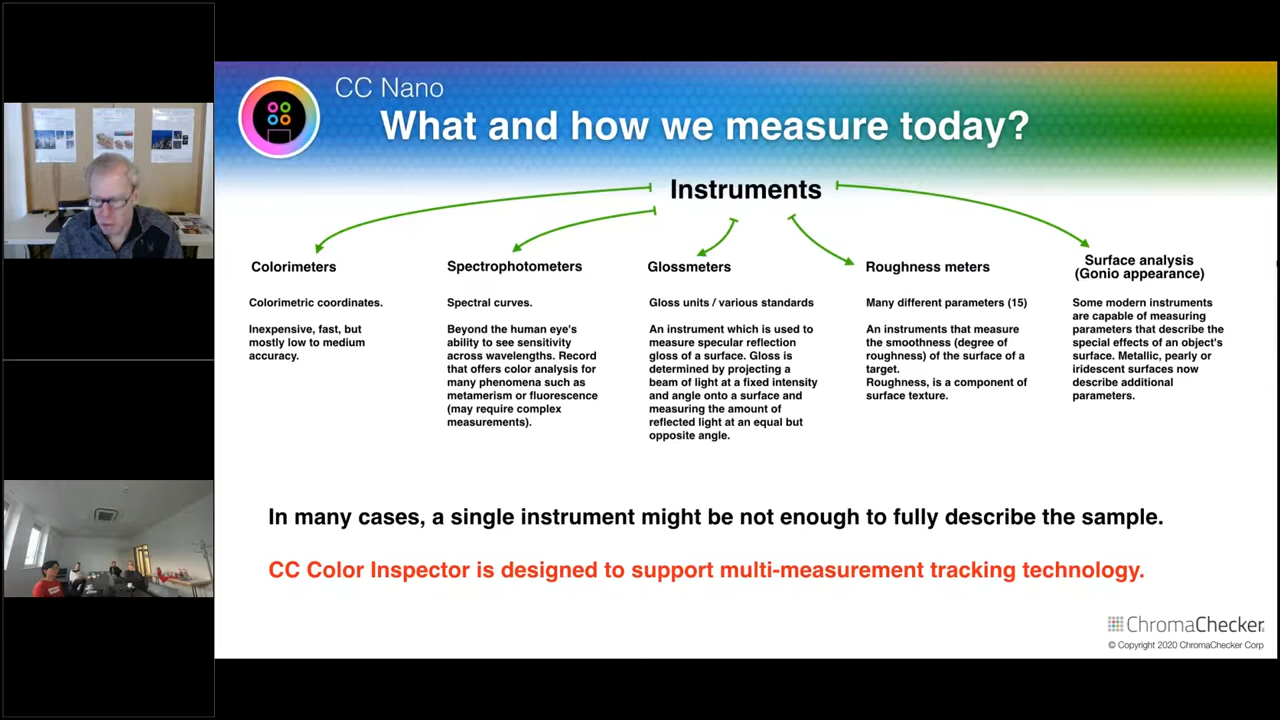 CC Nano
What and how we measure today?
Instruments
Colorimeters
Colorimetric coordinates.
Inexpensive, fast, but
mostly low to medium
accuracy.
Spectrophotometers
Spectral curves.
Beyond the human eye's
ability to see sensitivity
across wavelengths. Record
that offers color analysis for
many phenomena such as
metamerism or fluorescence
(may require complex
measurements).
Glossmeters
Gloss units / various standards
An instrument which is used to
measure specular reflection
gloss of a surface. Gloss is
determined by projecting a
beam of light at a fixed intensity
and angle onto a surface and
measuring the amount of
reflected light at an equal but
opposite angle.
Roughness meters
Many different parameters (15)
An instruments that measure
the smoothness (degree of
roughness) of the surface of a
target.
Roughness, is a component of
surface texture.
Surface analysis
(Gonio appearance)
Some modern instruments
are capable of measuring
parameters that describe the
special effects of an object's
surface. Metallic, pearly or
iridescent surfaces now
describe additional
parameters.
In many cases, a single instrument might be not enough to fully describe the sample.
CC Color Inspector is designed to support multi-measurement tracking technology.
ChromaChecker
© Copyright 2020 ChromaChecker Corp